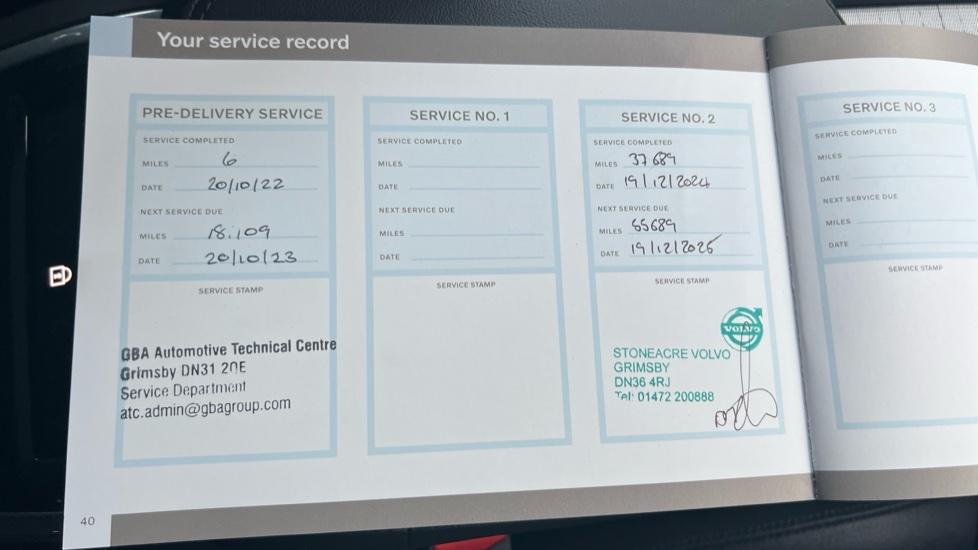 Your service record
PRE-DELIVERY SERVICE
SERVICE COMPLETED
MILES 6
DATE 20/10/22
NEXT SERVICE DUE
MILES 18.109
DATE 20/10/23
SERVICE STAMP
GBA Automotive Technical Centre
Grimsby DN31 2QE
Service Department
atc.admin@gbagroup.com
SERVICE NO. 1
SERVICE COMPLETED
MILES
DATE
NEXT SERVICE DUE
MILES
DATE
SERVICE STAMP
SERVICE NO. 2
SERVICE COMPLETED
MILES 37689
DATE 19/12/2024
NEXT SERVICE DUE
MILES 55689
DATE 19/12/2025
SERVICE STAMP
VOLVO
STONEACRE VOLVO
GRIMSBY
DN36 4RJ
Tel: 01472 200888
SERVICE NO. 3
SERVICE COMPLETED
MILES
DATE
NEXT SERVICE DUE
MILES
DATE
SERVICE STAMP
40